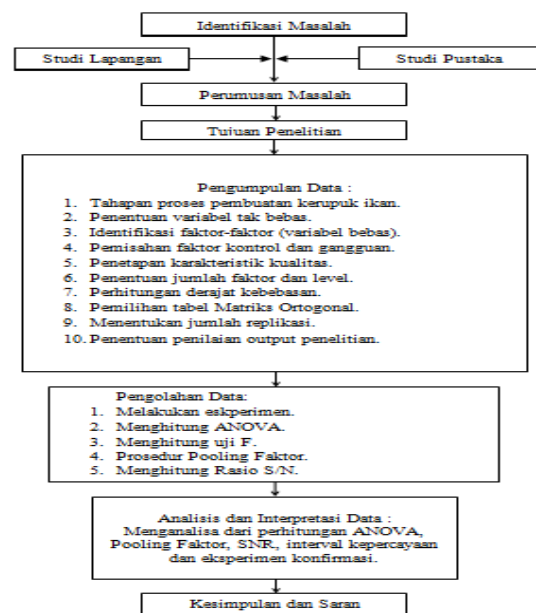 Identifikasi Masalah
Studi Lapangan
Studi Pustaka
Perumusan Masalah
Tujuan Penelitian
Pengumpulan Data :
1. Tahapan proses pembuatan kerupuk ikan.
2. Penentuan variabel tak bebas.
3. Identifikasi faktor-faktor (variabel bebas).
4. Pemisahan faktor kontrol dan gangguan.
5. Penetapan karakteristik kualitas.
6. Penentuan jumlah faktor dan level.
7. Perhitungan derajat kebebasan.
8. Pemilihan tabel Matriks Ortogonal.
9. Menentukan jumlah replikasi.
10. Penentuan penilaian output penelitian.
Pengolahan Data:
1. Melakukan eskperimen.
2. Menghitung ANOVA.
3. Menghitung uji F.
4. Prosedur Pooling Faktor.
5. Menghitung Rasio S/N.
Analisis dan Interpretasi Data :
Menganalisa dari perhitungan ANOVA,
Pooling Faktor, SNR, interval kepercayaan
dan eksperimen konfirmasi.
Kesimpulan dan Saran